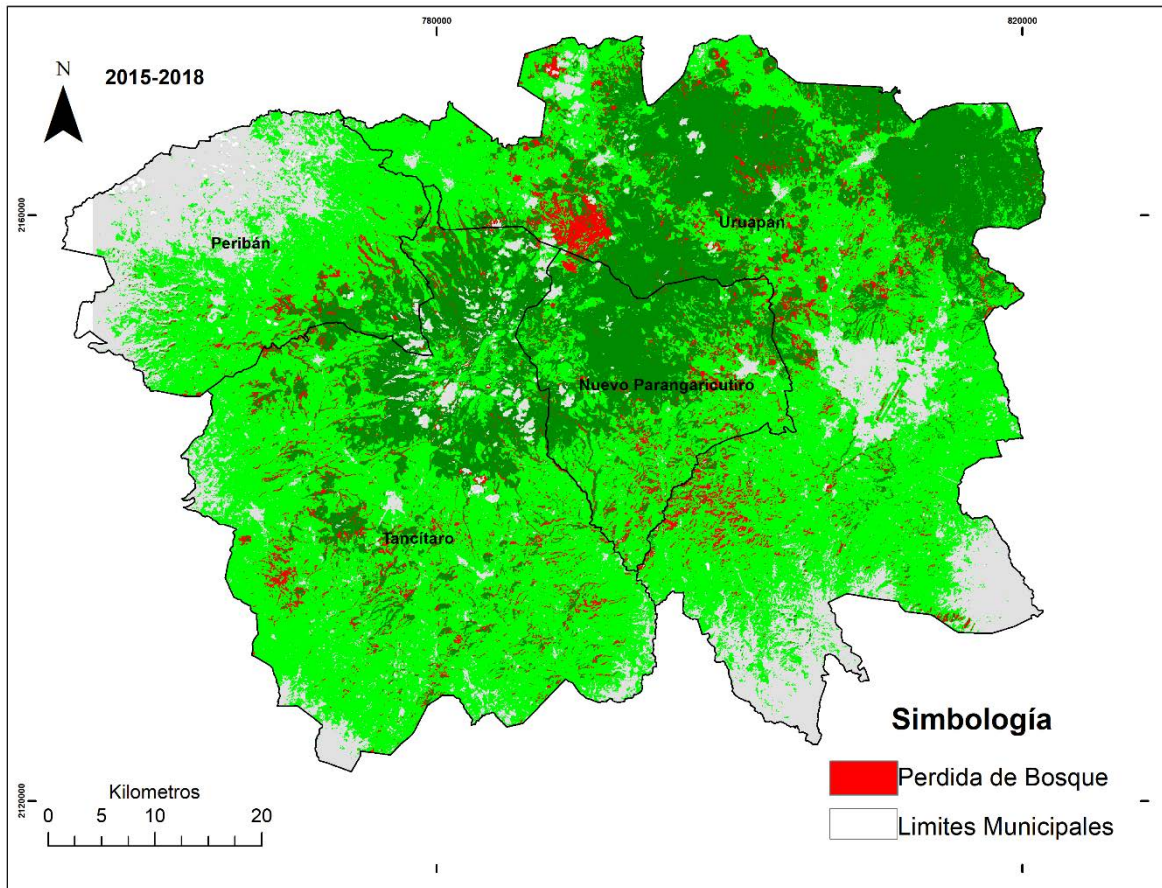 780000
820000
N
2015-2018
2160000
Peribán
Uruapan
Nuevo Parangaricutiro
Tancítaro
Simbología
Perdida de Bosque
Limites Municipales
Kilometros
0 5 10 20
2120000